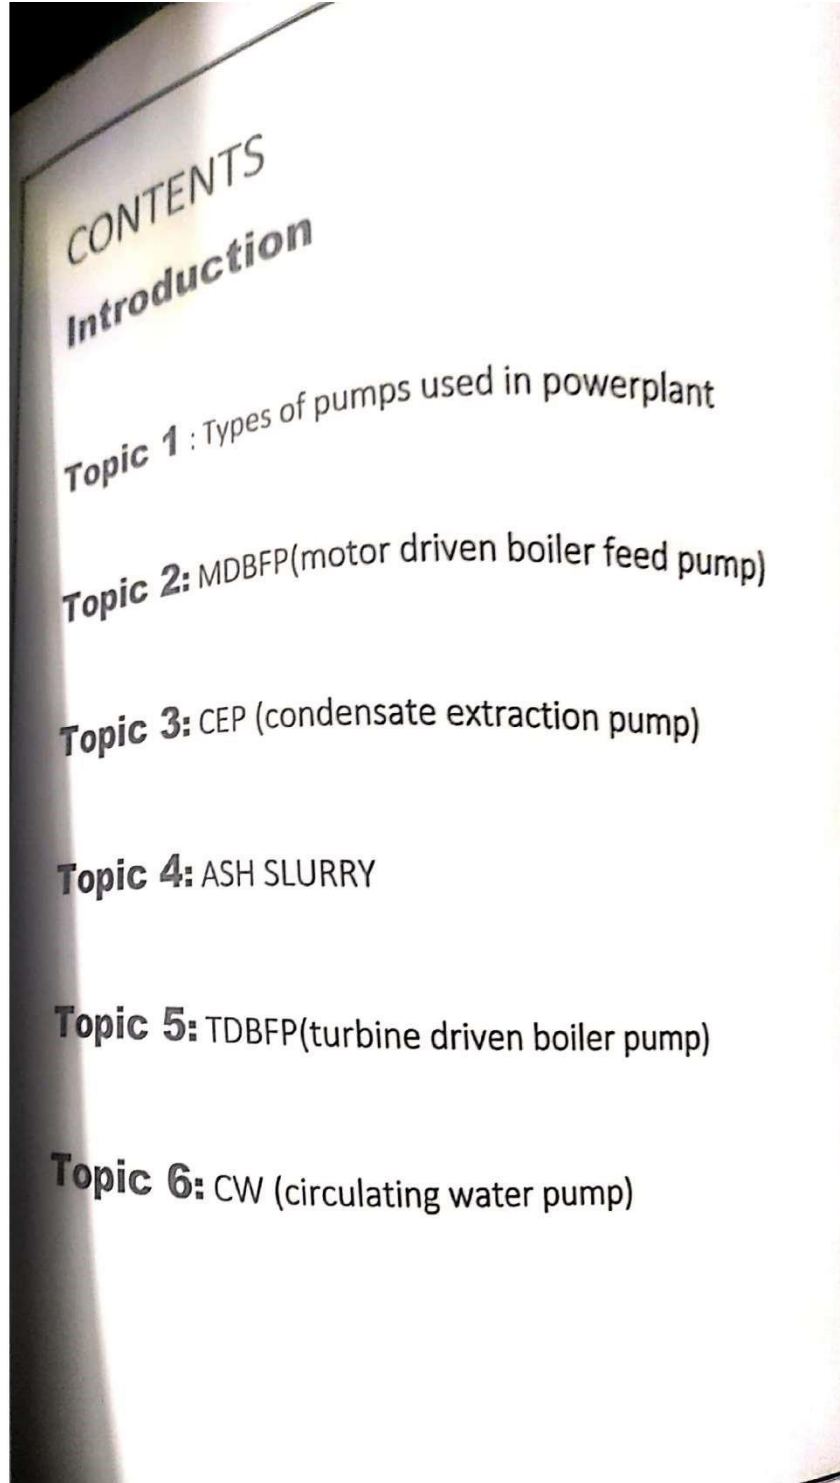 CONTENTS
Introduction
Topic 1 : Types of pumps used in powerplant
Topic 2: MDBFP(motor driven boiler feed pump)
Topic 3: CEP (condensate extraction pump)
Topic 4: ASH SLURRY
Topic 5: TDBFP(turbine driven boiler pump)
Topic 6: CW (circulating water pump)